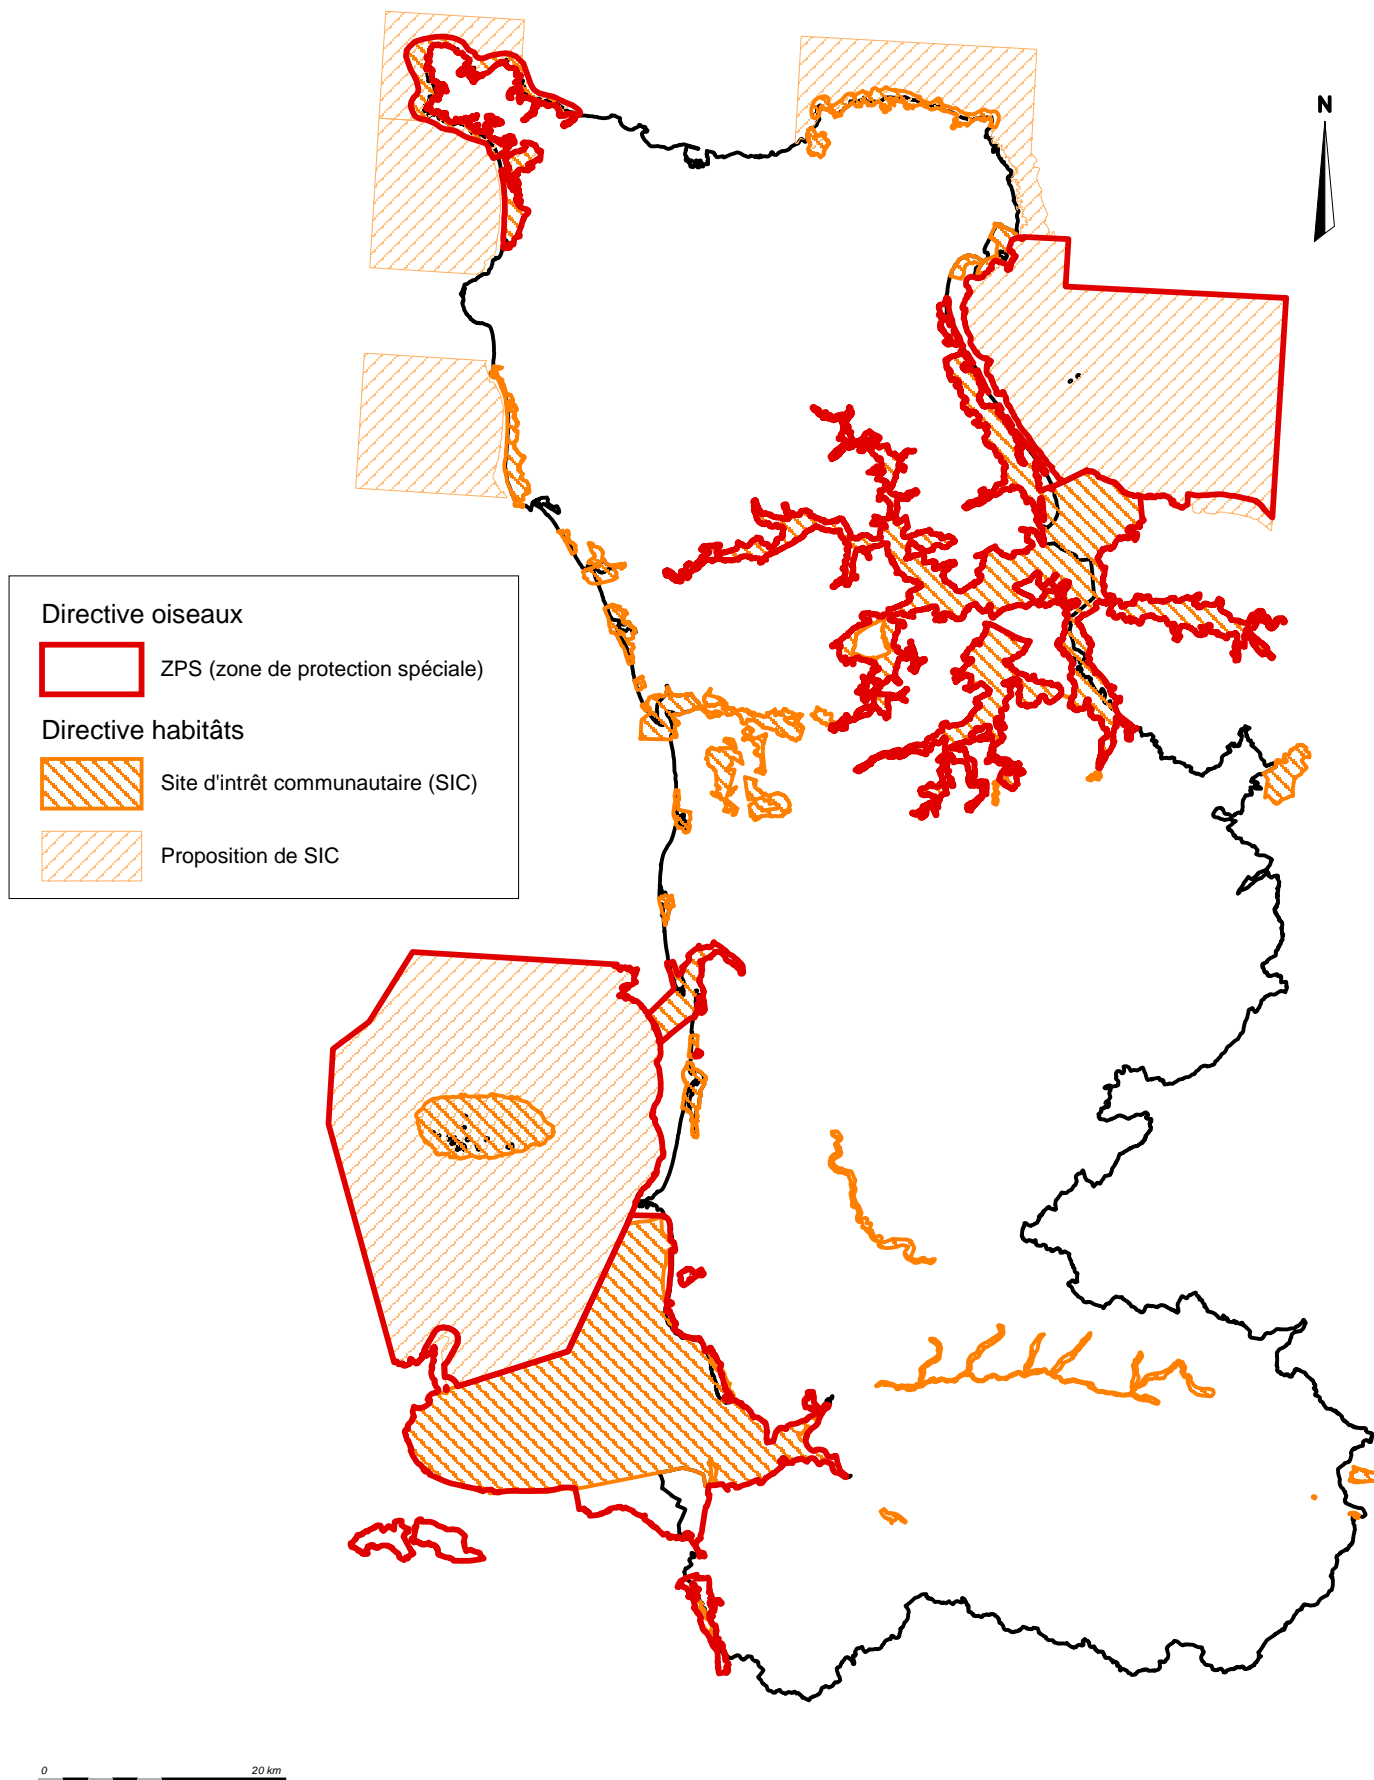 N
Directive oiseaux
ZPS (zone de protection spéciale)
Directive habitâts
Site d'intrêt communautaire (SIC)
Proposition de SIC
0 20 km